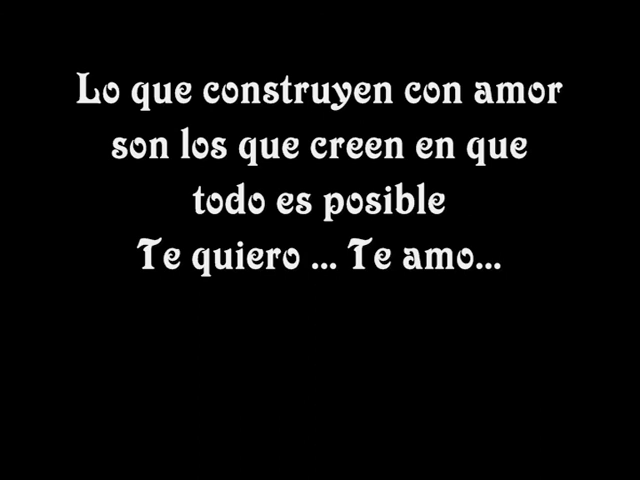 Lo que construyen con amor
son los que creen en que
todo es posible
Te quiero ... Te amo...